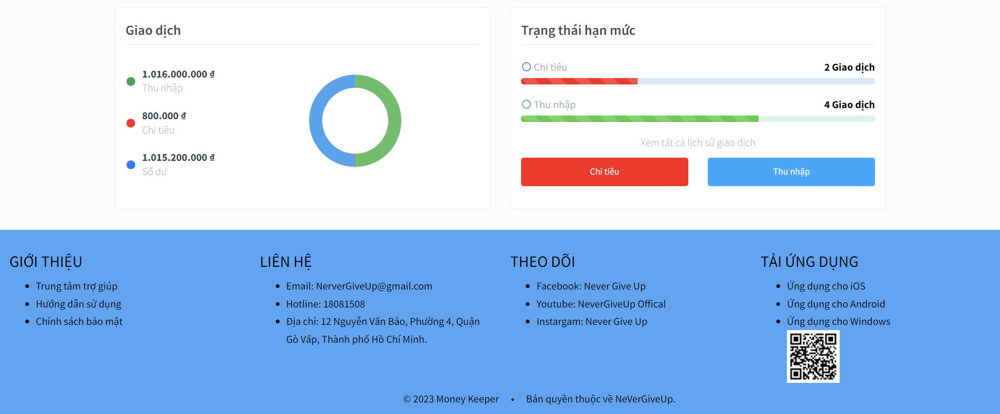 Giao dịch
1.016.000.000 ₫
Thu nhập
800.000 ₫
Chi tiêu
1.015.200.000 ₫
Số dư
Trạng thái hạn mức
Chi tiêu
2 Giao dịch
Thu nhập
4 Giao dịch
Xem tất cả lịch sử giao dịch
Chi tiêu
Thu nhập
GIỚI THIỆU
Trung tâm trợ giúp
Hướng dẫn sử dụng
Chính sách bảo mật
LIÊN HỆ
Email: NerverGiveUp@gmail.com
Hotline: 18081508
Địa chỉ: 12 Nguyễn Văn Bảo, Phường 4, Quận
Gò Vấp, Thành phố Hồ Chí Minh.
THEO DÕI
Facebook: Never Give Up
Youtube: NeverGiveUp Offical
Instargam: Never Give Up
TẢI ỨNG DỤNG
Ứng dụng cho iOS
Ứng dụng cho Android
Ứng dụng cho Windows
© 2023 Money Keeper • Bản quyền thuộc về NeVerGiveUp.